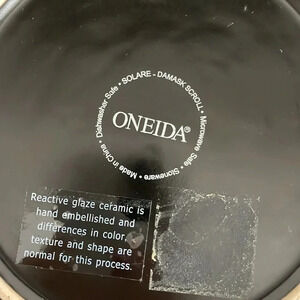 • SOLARE - DAMASK SCROLL • Microwave Safe • Stoneware • Made in China • Dishwasher Safe
ONEIDA®
Reactive glaze ceramic is
hand embellished and
differences in color,
texture and shape are
normal for this process.